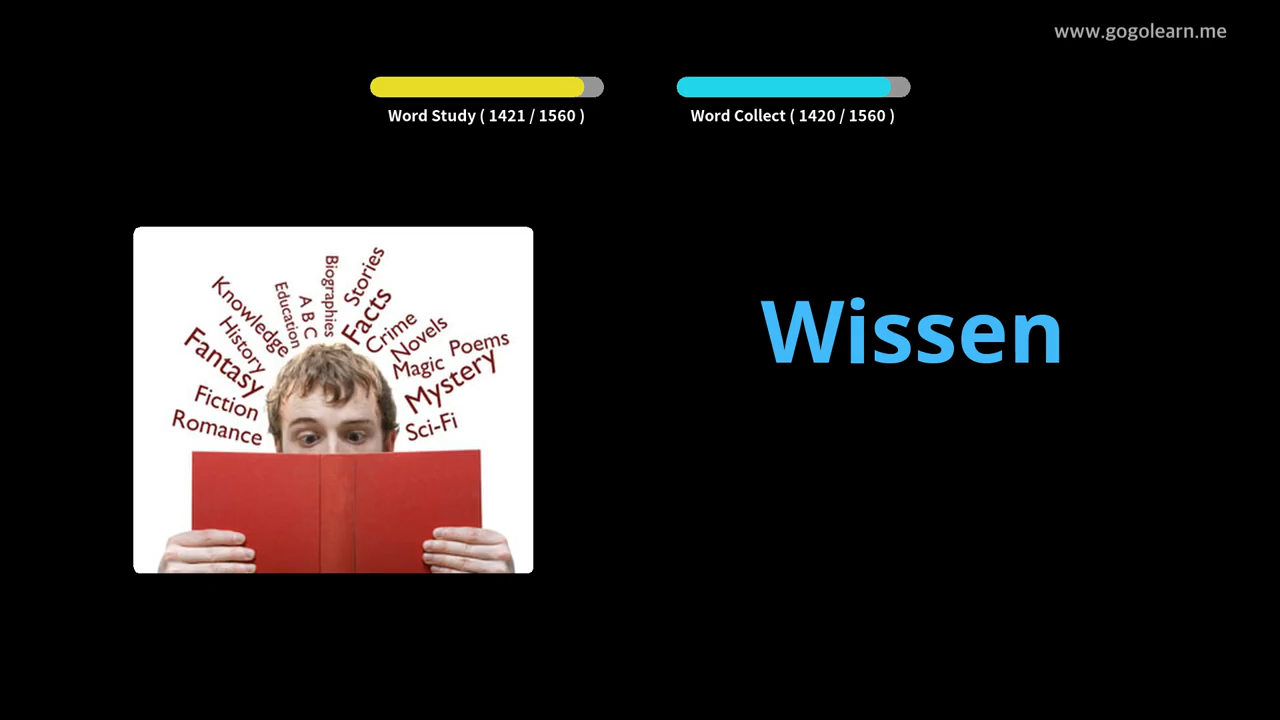 www.gogolearn.me
Word Study ( 1421 / 1560 )
Word Collect ( 1420 / 1560 )
Wissen
Stories
Biographies
Facts
A B C
Education
Knowledge
History
Crime
Novels
Poems
Magic
Fantasy
Mystery
Fiction
Romance
Sci-Fi